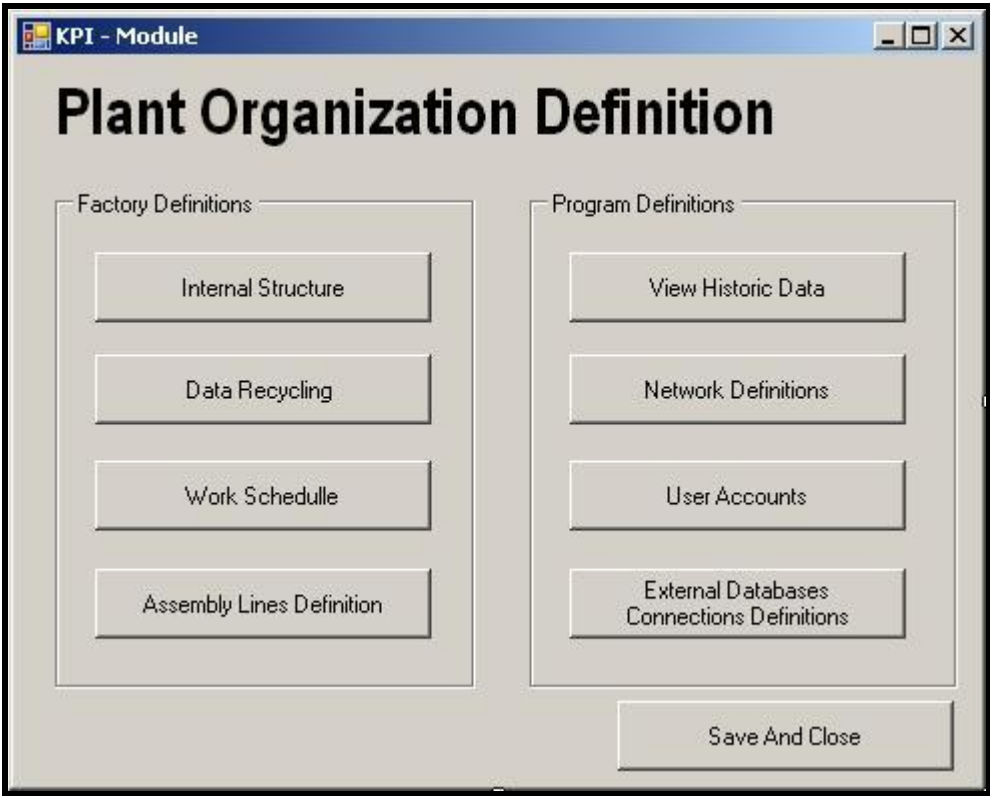 KPI - Module
Plant Organization Definition
Factory Definitions
Internal Structure
Data Recycling
Work Schedulle
Assembly Lines Definition
Program Definitions
View Historic Data
Network Definitions
User Accounts
External Databases
Connections Definitions
Save And Close